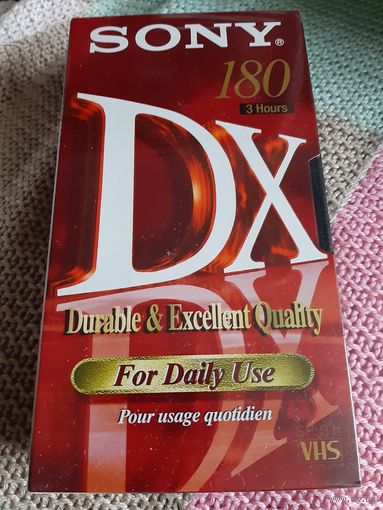 SONY®
180
3 Hours
DX
Durable & Excellent Quality
For Daily Use
Pour usage quotidien
VHS